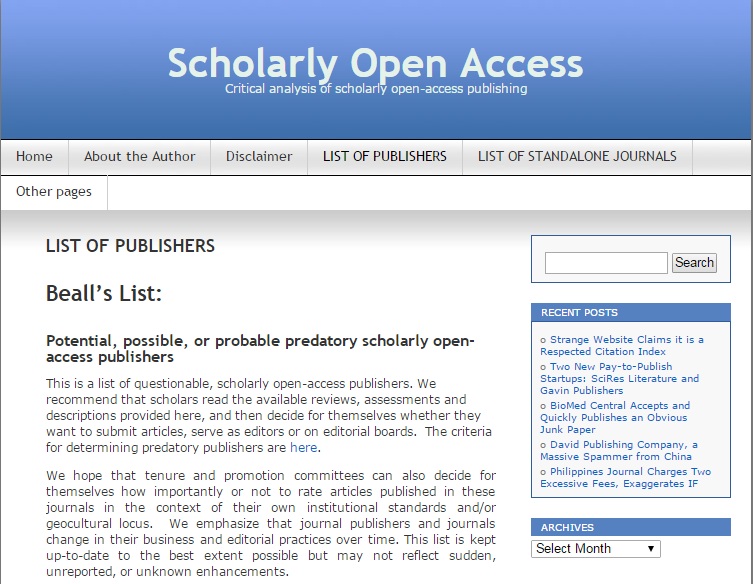 Scholarly Open Access
Critical analysis of scholarly open-access publishing
Home
About the Author
Disclaimer
LIST OF PUBLISHERS
LIST OF STANDALONE JOURNALS
Other pages
LIST OF PUBLISHERS
Beall's List:
Potential, possible, or probable predatory scholarly open-
access publishers
This is a list of questionable, scholarly open-access publishers. We
recommend that scholars read the available reviews, assessments and
descriptions provided here, and then decide for themselves whether they
want to submit articles, serve as editors or on editorial boards.  The criteria
for determining predatory publishers are here.
We hope that tenure and promotion committees can also decide for
themselves how importantly or not to rate articles published in these
journals in the context of their own institutional standards and/or
geocultural locus.  We emphasize that journal publishers and journals
change in their business and editorial practices over time. This list is kept
up-to-date to the best extent possible but may not reflect sudden,
unreported, or unknown enhancements.
Search
RECENT POSTS
Strange Website Claims it is a
Respected Citation Index
Two New Pay-to-Publish
Startups: SciRes Literature and
Gavin Publishers
BioMed Central Accepts and
Quickly Publishes an Obvious
Junk Paper
David Publishing Company, a
Massive Spammer from China
Philippines Journal Charges Two
Excessive Fees, Exaggerates IF
ARCHIVES
Select Month